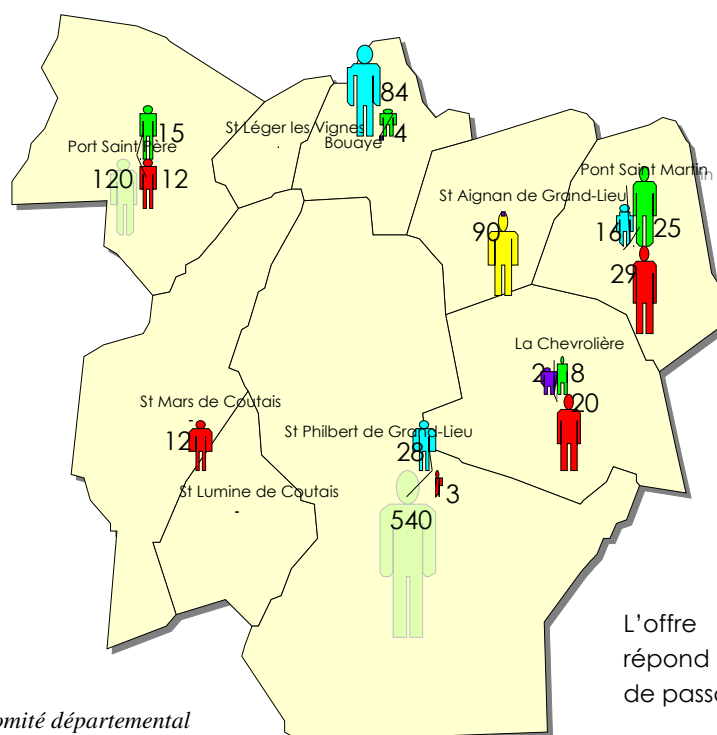 84
15
St Léger les Vignes
74
Port Saint Père
Bouaye
120
12
Pont Saint Martin
St Aignan de Grand-Lieu
90
16
25
29
La Chevrolière
2
8
20
St Mars de Coutais
-
12
St Philbert de Grand-Lieu
28
St Lumine de Coutais
3
-
540
L'offre
répond
de passa
omité départemental